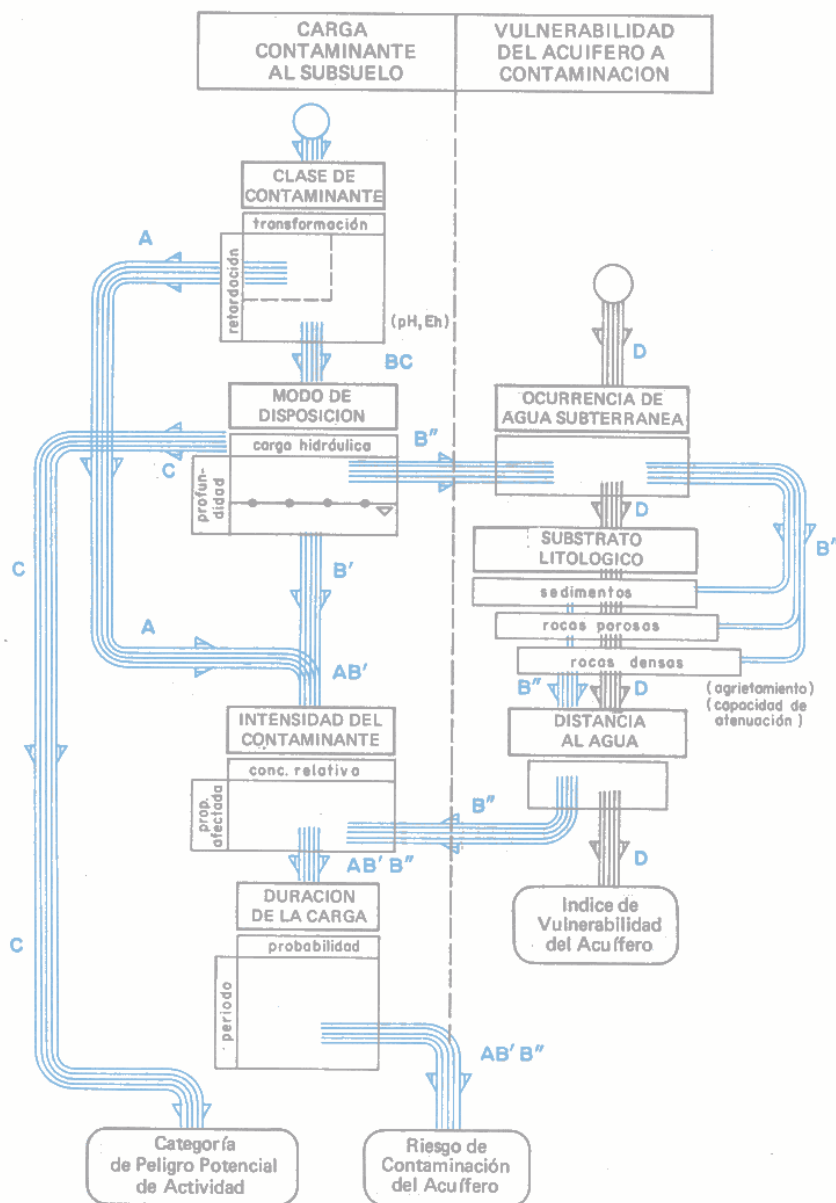 CARGA
CONTAMINANTE
AL SUBSUELO
VULNERABILIDAD
DEL ACUIFERO A
CONTAMINACION
CLASE DE
CONTAMINANTE
transformación
retardación
A
(pH, Eh)
BC
D
MODO DE
DISPOSICION
carga hidráulica
profun-
didad
C
B"
OCURRENCIA DE
AGUA SUBTERRANEA
D
B"
SUBSTRATO
LITOLOGICO
sedimentos
rocas porosas
rocas densas
(agrietamiento)
(capacidad de
atenuación)
C
B'
A
AB'
B"
D
INTENSIDAD DEL
CONTAMINANTE
conc. relativa
prop.
afectada
DISTANCIA
AL AGUA
B"
AB' B"
D
DURACION
DE LA CARGA
probabilidad
periodo
Indice de
Vulnerabilidad
del Acuífero
C
AB' B"
Categoría
de Peligro Potencial
de Actividad
Riesgo de
Contaminación
del Acuífero